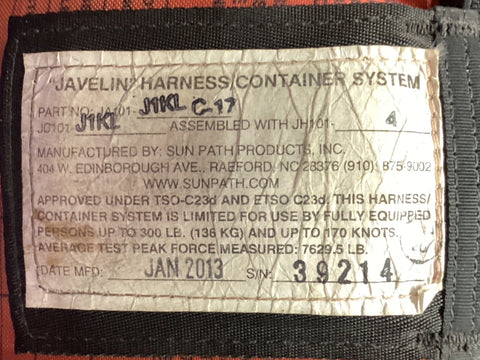 "JAVELIN" HARNESS/CONTAINER SYSTEM
PART NO: JA101- J1KL C-17
JC101- J1KL ASSEMBLED WITH JH101- 4
MANUFACTURED BY: SUN PATH PRODUCTS, INC.
404 W. EDINBOROUGH AVE., RAEFORD, NC 28376 (910) 875-9002
WWW.SUNPATH.COM
APPROVED UNDER TSO-C23d AND ETSO C23d. THIS HARNESS/
CONTAINER SYSTEM IS LIMITED FOR USE BY FULLY EQUIPPED
PERSONS UP TO 300 LB. (136 KG) AND UP TO 170 KNOTS.
AVERAGE TEST PEAK FORCE MEASURED: 7629.5 LB.
DATE MFD: JAN 2013 S/N: 39214